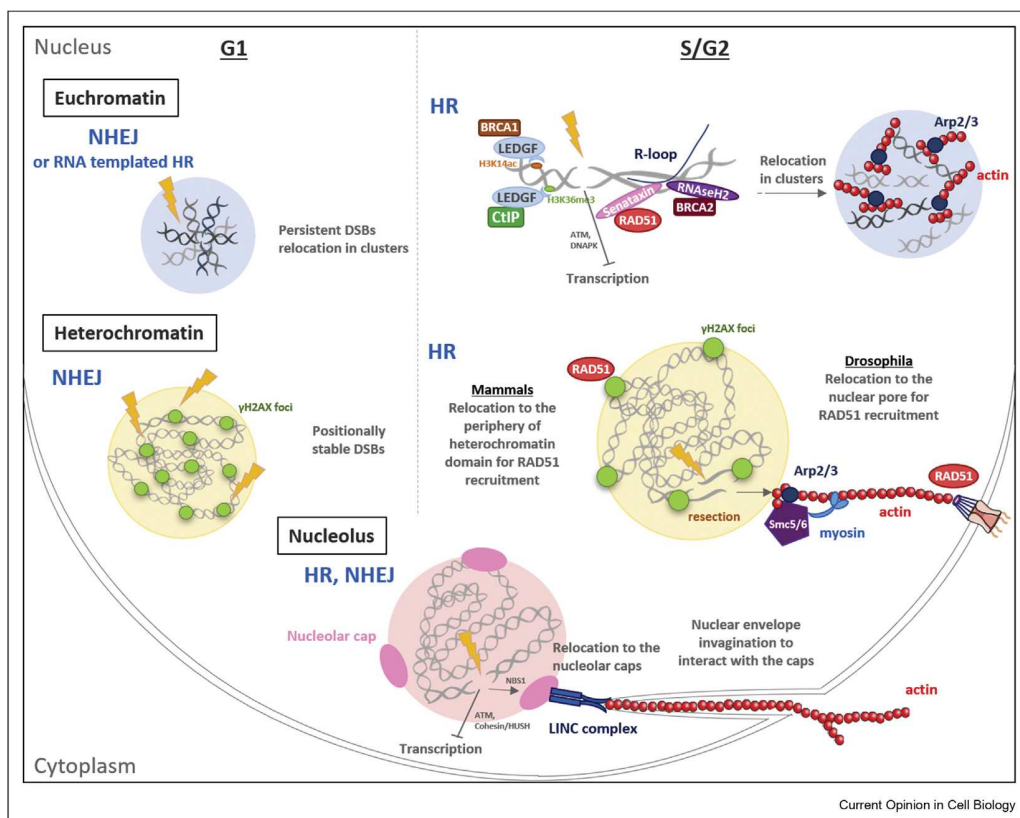 Nucleus
G1
S/G2
Euchromatin
NHEJ
or RNA templated HR
Persistent DSBs
relocation in clusters
HR
BRCA1
LEDGF
H3K14ac
LEDGF
H3K36me3
CtIP
R-loop
Senataxin
RNAseH2
RAD51
BRCA2
ATM,
DNAPK
Transcription
Relocation
in clusters
Arp2/3
actin
Heterochromatin
NHEJ
γH2AX foci
Positionally
stable DSBs
HR
Mammals
Relocation to the
periphery of
heterochromatin
domain for RAD51
recruitment
RAD51
γH2AX foci
resection
Drosophila
Relocation to the
nuclear pore for
RAD51 recruitment
Arp2/3
Smc5/6
myosin
actin
RAD51
Nucleolus
HR, NHEJ
Nucleolar cap
NBS1
ATM,
Cohesin/HUSH
Transcription
Relocation to the
nucleolar caps
LINC complex
Nuclear envelope
invagination to
interact with the caps
actin
Cytoplasm
Current Opinion in Cell Biology